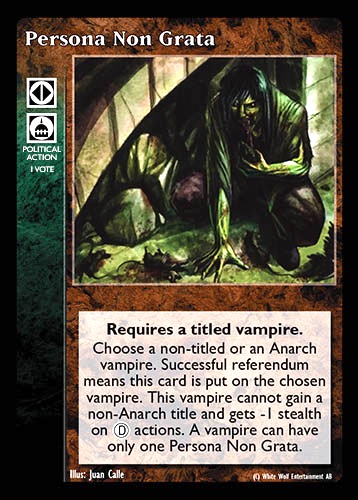 Persona Non Grata
POLITICAL
ACTION
1 VOTE
Requires a titled vampire.
Choose a non-titled or an Anarch
vampire. Successful referendum
means this card is put on the chosen
vampire. This vampire cannot gain a
non-Anarch title and gets -1 stealth
on Ⓓ actions. A vampire can have
only one Persona Non Grata.
Illus: Juan Calle
(C) White Wolf Entertainment AB